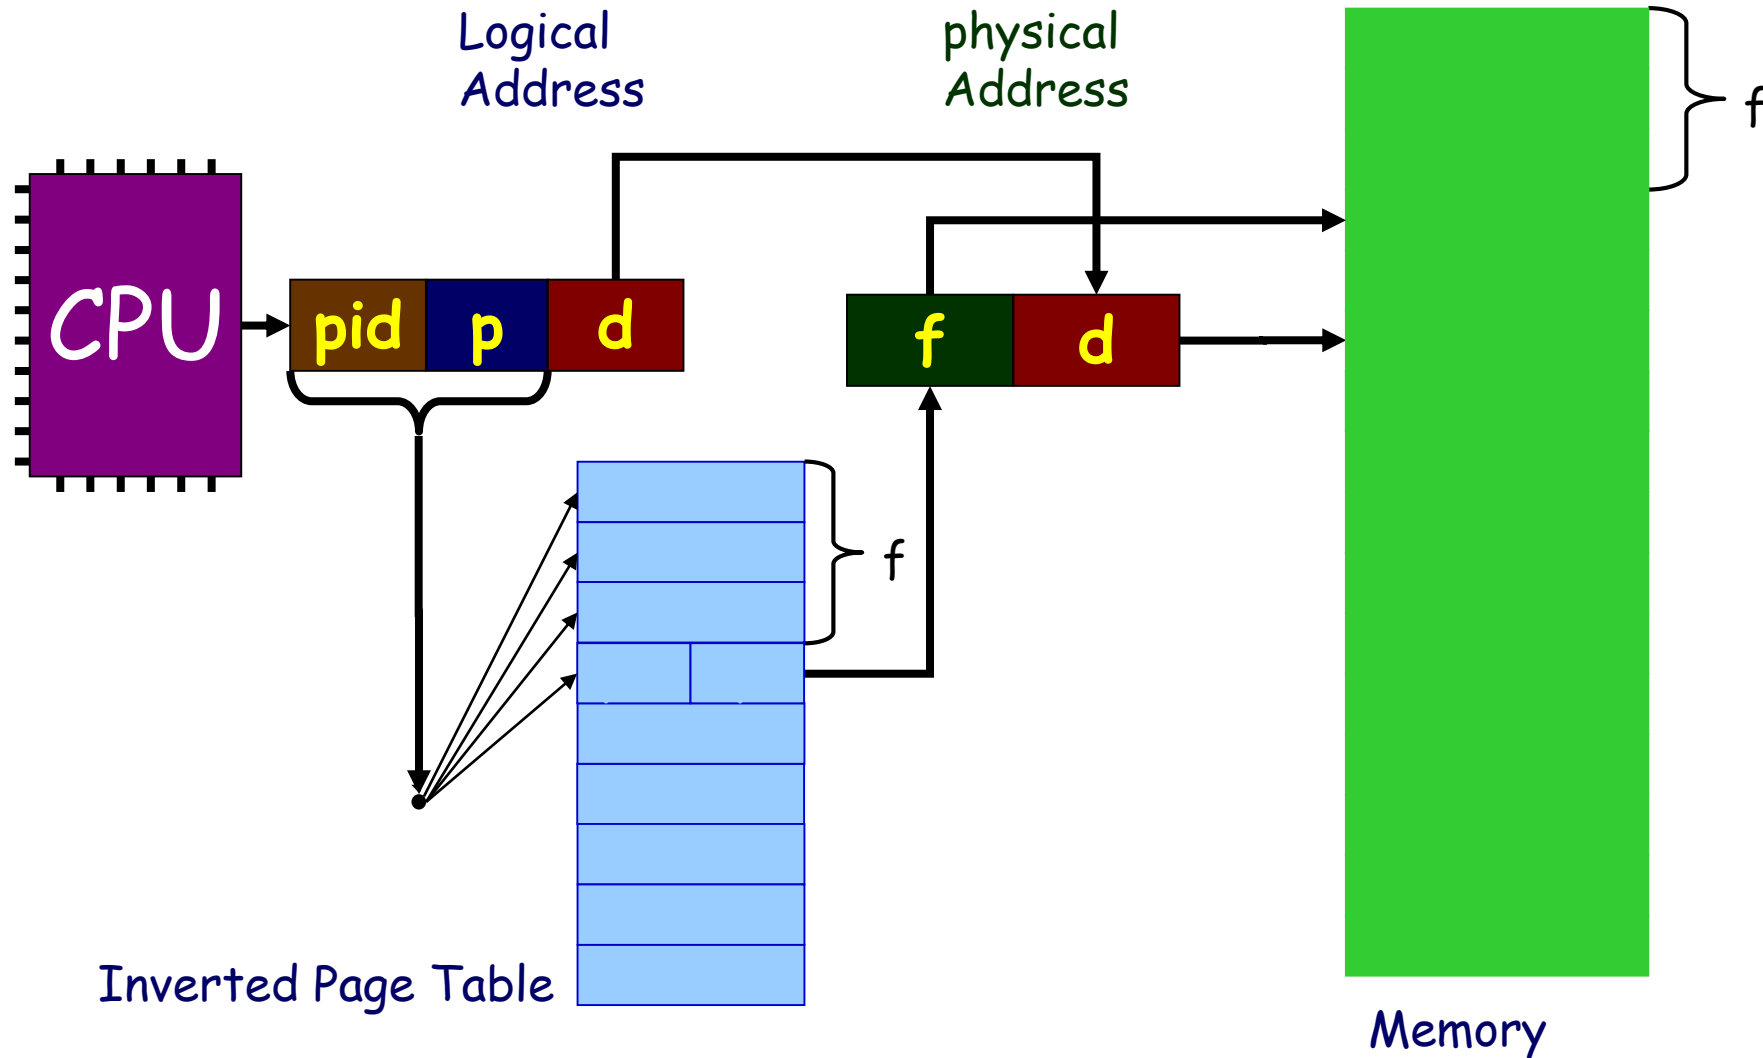 Logical
Address
physical
Address
f
CPU
pid p d
f d
f
Inverted Page Table
Memory